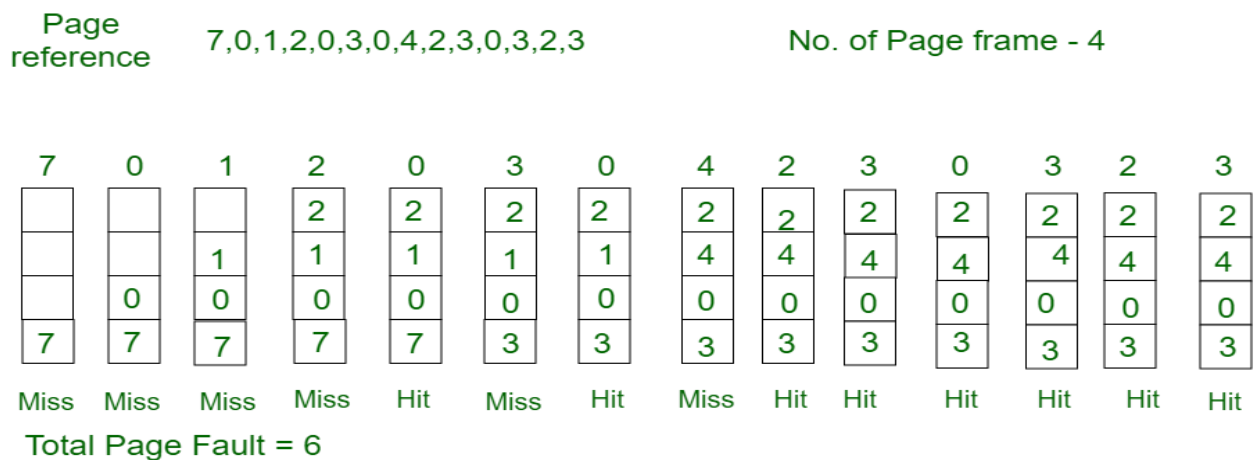 Page reference 7,0,1,2,0,3,0,4,2,3,0,3,2,3 No. of Page frame - 4
7 0 1 2 0 3 0 4 2 3 0 3 2 3
2 2 2 2 2 2 2 2 2 2 2
1 1 1 1 1 4 4 4 4 4 4 4
0 0 0 0 0 0 0 0 0 0 0 0 0
7 7 7 7 7 3 3 3 3 3 3 3 3 3
Miss Miss Miss Miss Hit Miss Hit Miss Hit Hit Hit Hit Hit Hit
Total Page Fault = 6